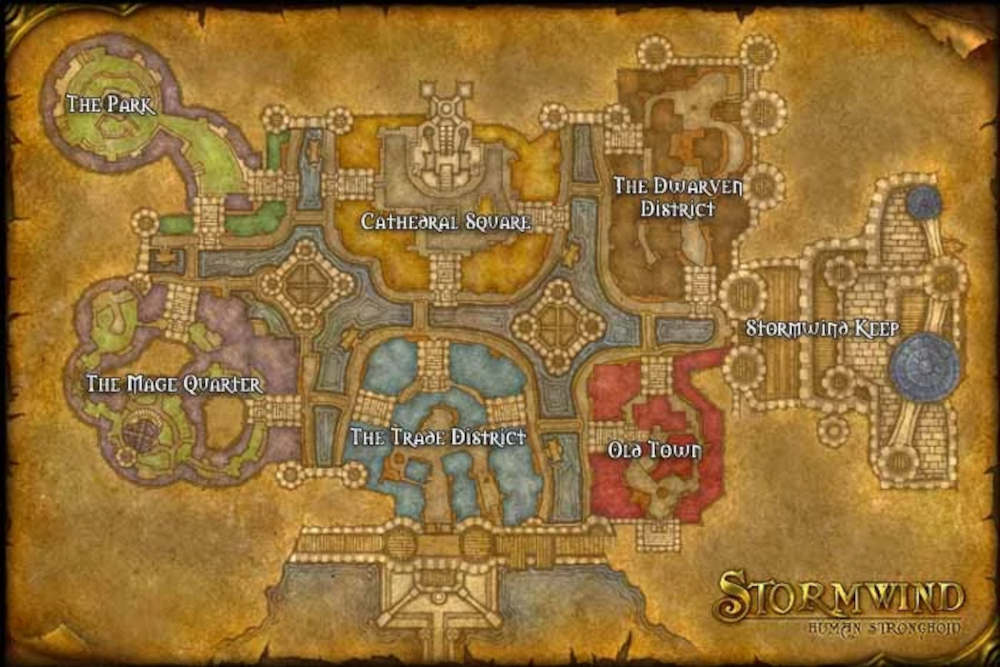 The Park
Cathedral Square
The Dwarven
District
Stormwind Keep
The Mage Quarter
The Trade District
Old Town
Stormwind
Human Stronghold